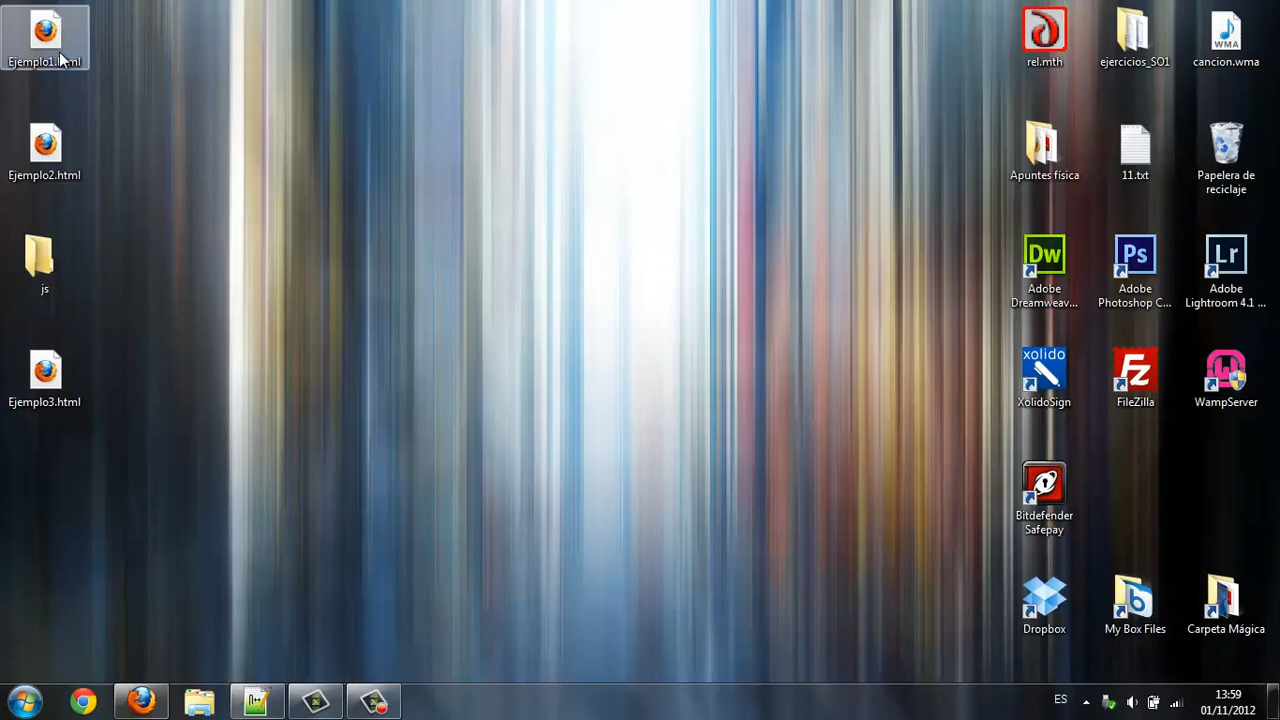 Ejemplo1.html
Ejemplo2.html
js
Ejemplo3.html
rel.mth
ejercicios_SO1
WMA
cancion.wma
Apuntes física
11.txt
Papelera de
reciclaje
Dw
Adobe
Dreamweav...
Ps
Adobe
Photoshop C...
Lr
Adobe
Lightroom 4.1 ...
xolido
XolidoSign
Fz
FileZilla
WampServer
Bitdefender
Safepay
Dropbox
b
My Box Files
Carpeta Mágica
ES
13:59
01/11/2012